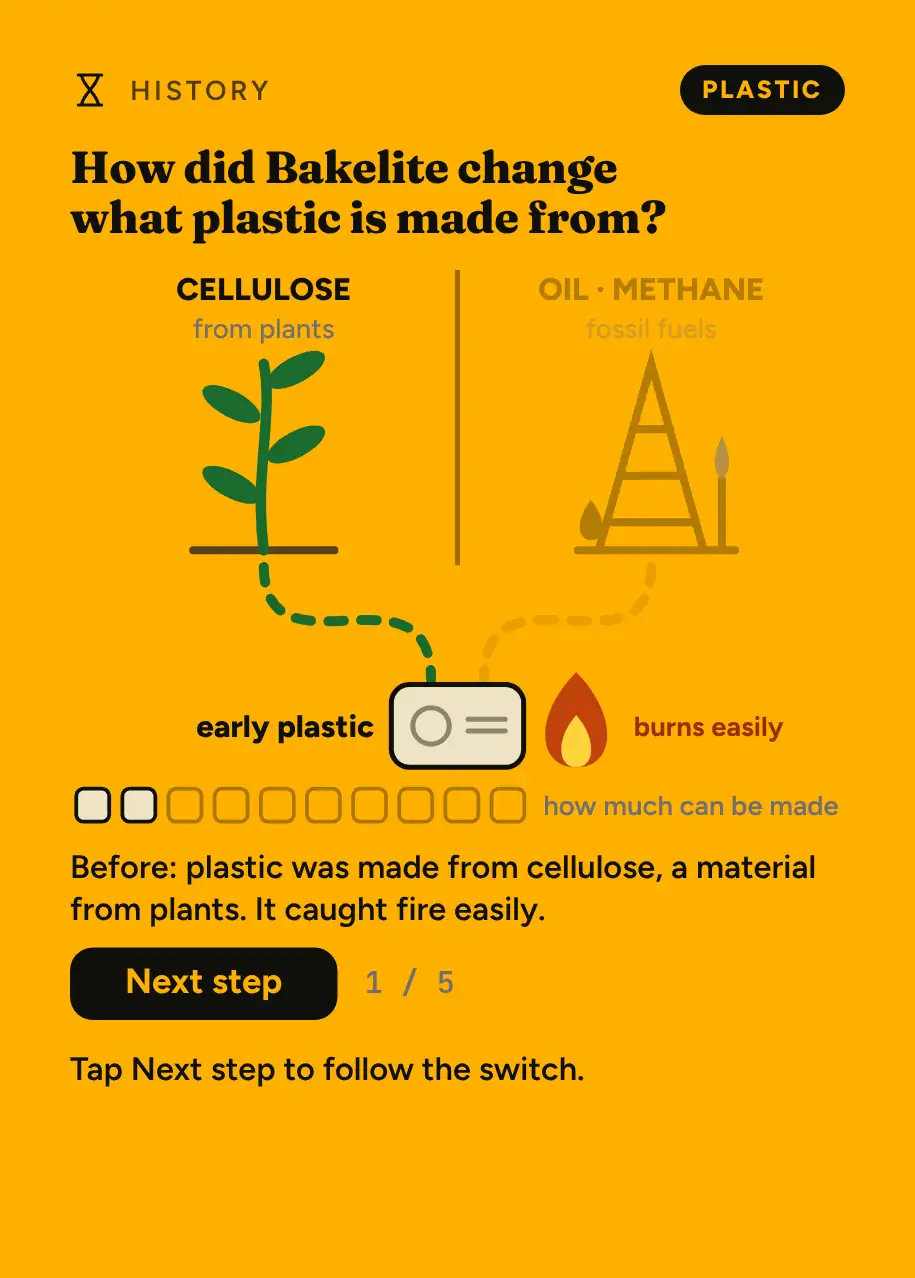 HISTORY
PLASTIC
How did Bakelite change
what plastic is made from?
CELLULOSE
from plants
OIL · METHANE
fossil fuels
early plastic
burns easily
how much can be made
Before: plastic was made from cellulose, a material
from plants. It caught fire easily.
Next step
1 / 5
Tap Next step to follow the switch.